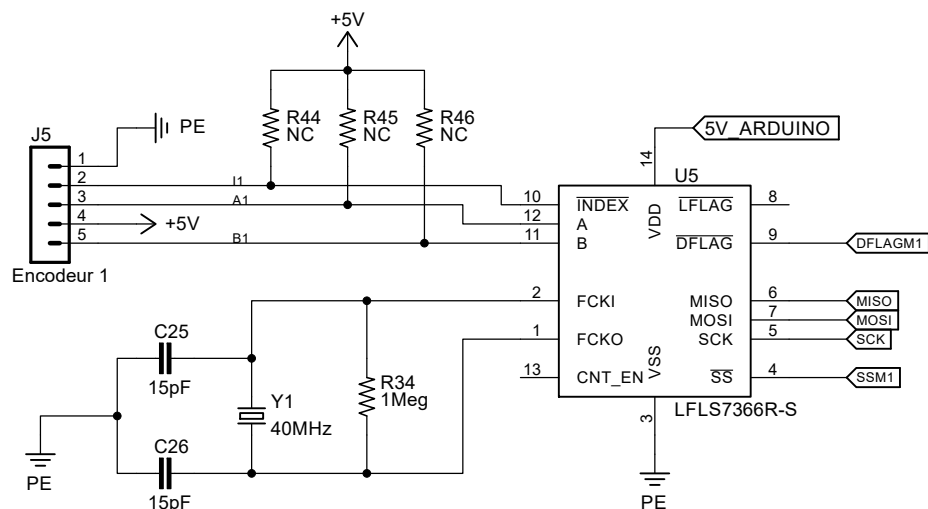 +5V
R44
NC
R45
NC
R46
NC
PE
J5
1
2
3
4
5
I1
A1
+5V
B1
Encodeur 1
5V_ARDUINO
14
U5
10
INDEX
12
A
11
B
VDD
LFLAG
8
DFLAG
9
DFLAGM1
2
FCKI
MISO
6
MISO
MOSI
7
MOSI
1
FCKO
SCK
5
SCK
VSS
13
CNT_EN
SS
4
SSM1
3
LFLS7366R-S
PE
C25
15pF
Y1
40MHz
R34
1Meg
C26
15pF
PE